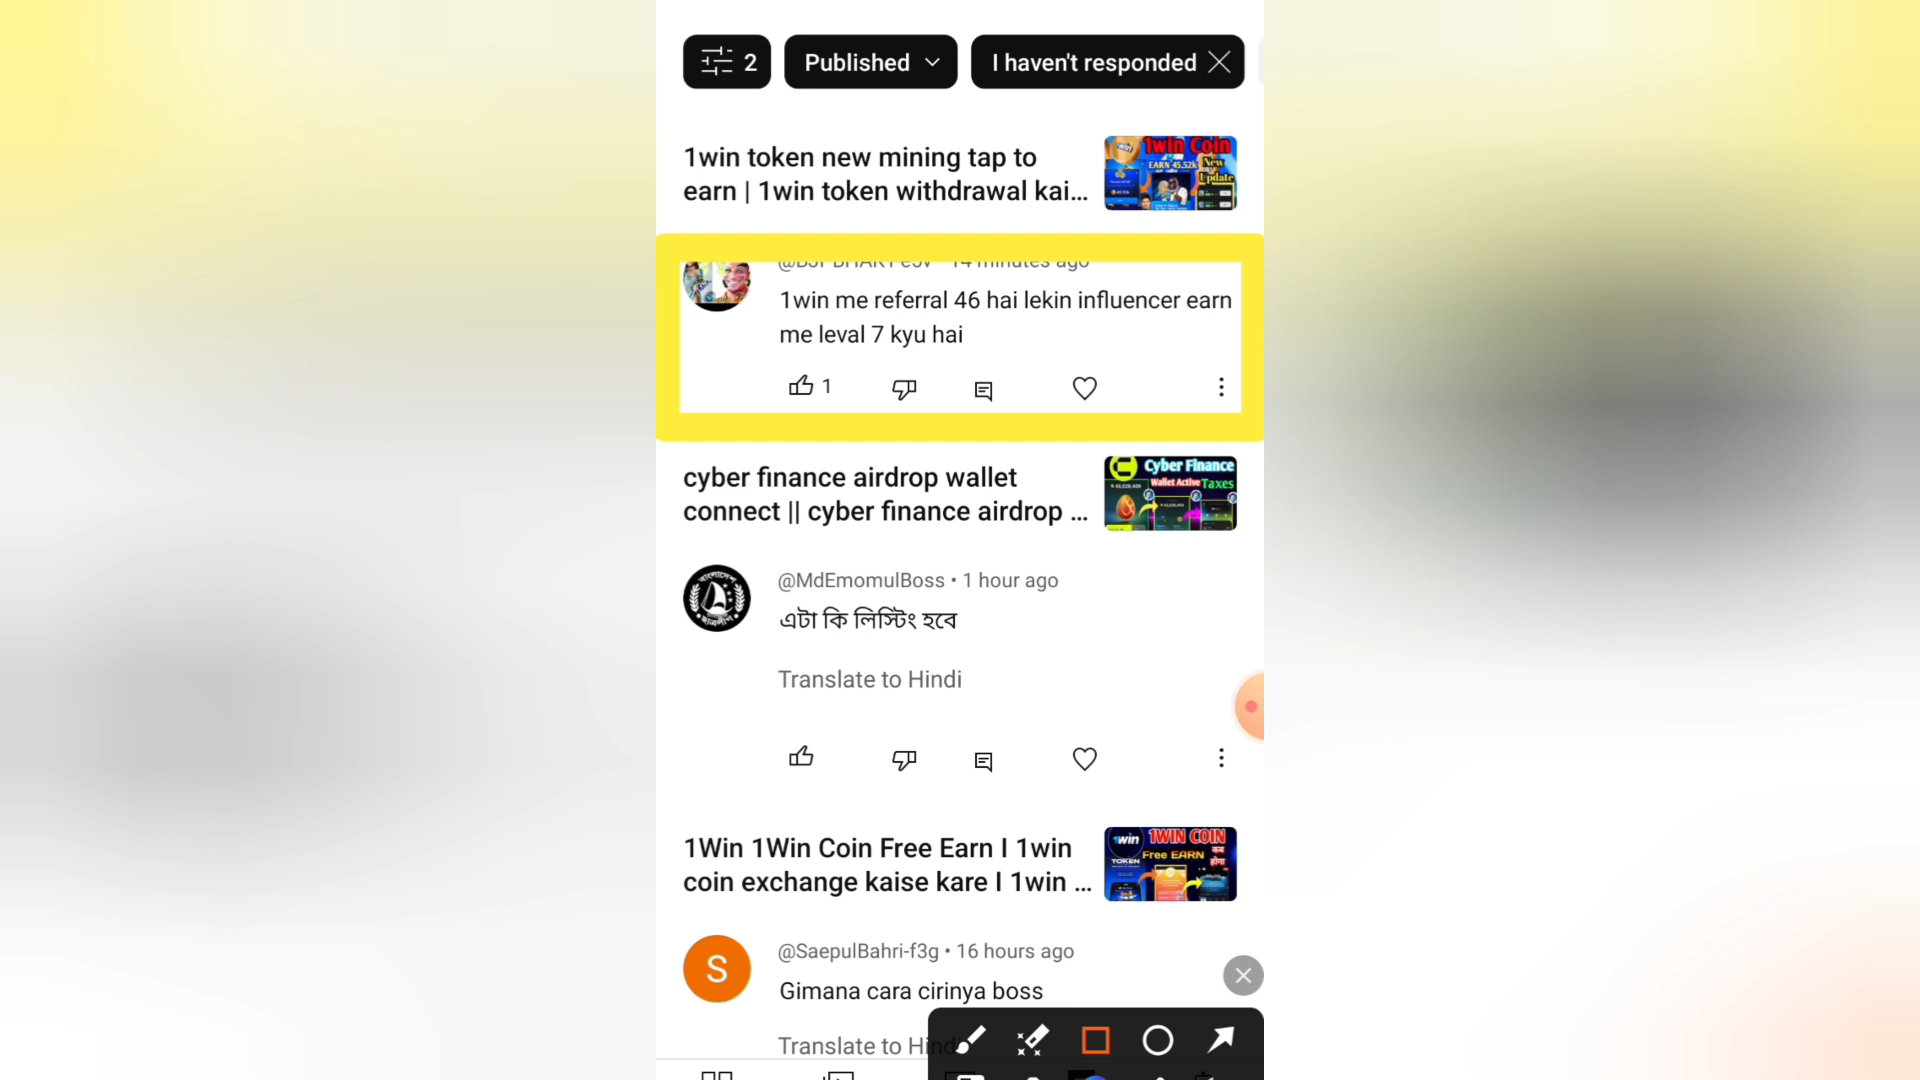 2
Published
I haven't responded
1win token new mining tap to
earn | 1win token withdrawal kai...
1win Coin
EARN 45.52k
New
Update
14 minutes ago
1win me referral 46 hai lekin influencer earn
me leval 7 kyu hai
1
cyber finance airdrop wallet
connect || cyber finance airdrop ...
Cyber Finance
Wallet Active Taxes
@MdEmomulBoss • 1 hour ago
এটা কি লিস্টিং হবে
Translate to Hindi
1Win 1Win Coin Free Earn I 1win
coin exchange kaise kare I 1win ...
1win 1WIN COIN
TOKEN Free EARN कब
होगा
S
@SaepulBahri-f3g • 16 hours ago
Gimana cara cirinya boss
Translate to Hindi